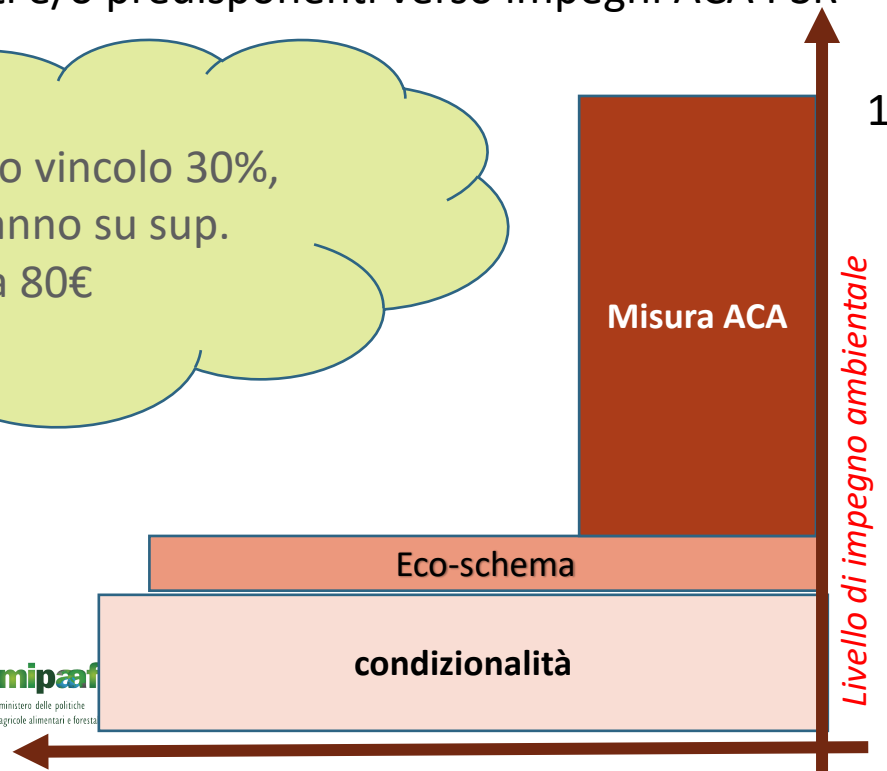 e/o predisponenti verso impegni ACA PSR
1
o vincolo 30%,
anno su sup.
a 80€
Misura ACA
Livello di impegno ambientale
Eco-schema
condizionalità
mipaaf
ministero delle politiche
agricole alimentari e foresta